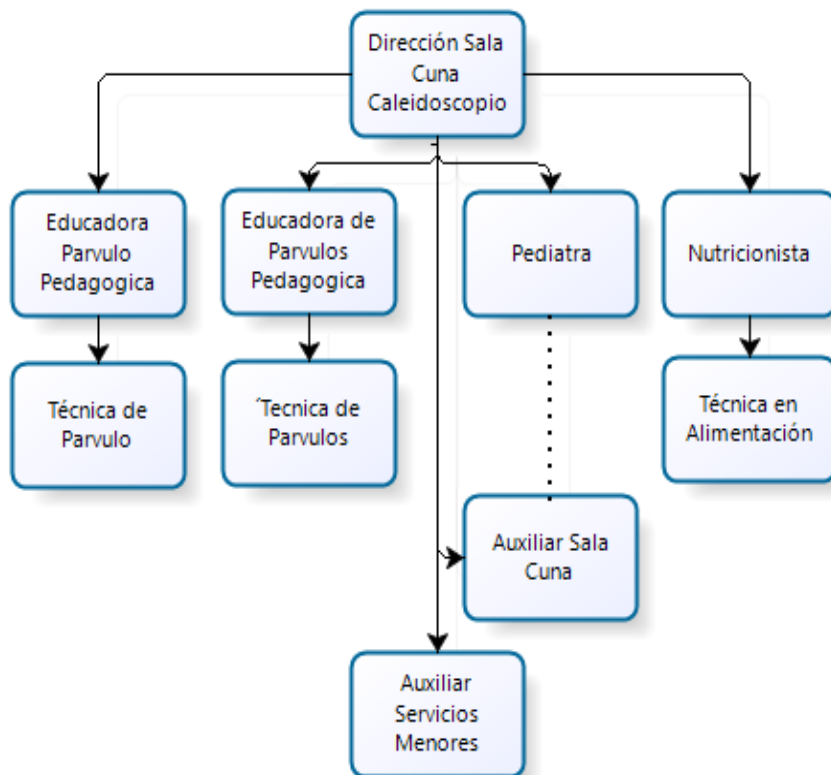 Dirección Sala
Cuna
Caleidoscopio
Educadora
Parvulo
Pedagogica
Educadora de
Parvulos
Pedagogica
Pediatra
Nutricionista
Técnica de
Parvulo
´Tecnica de
Parvulos
Técnica en
Alimentación
Auxiliar Sala
Cuna
Auxiliar
Servicios
Menores